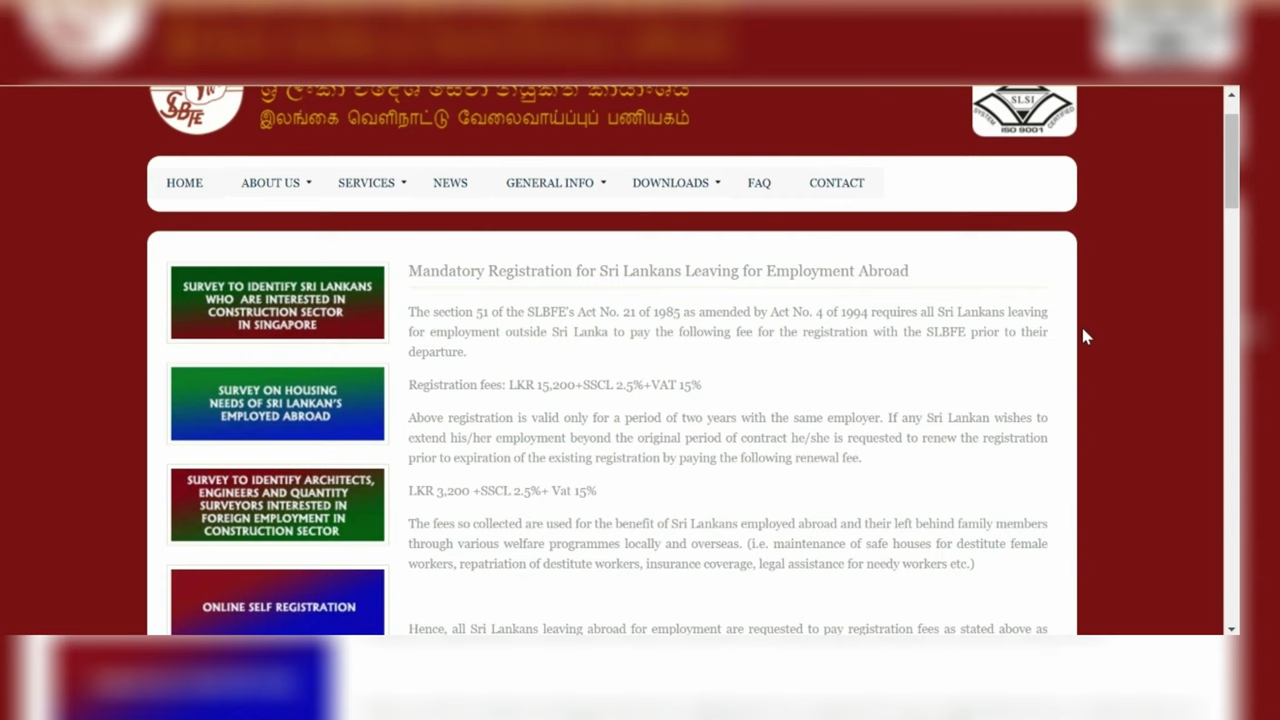 ශ්‍රී ලංකා විදේශ සේවා නියුක්ති කාර්යාංශය
இலங்கை வெளிநாட்டு வேலைவாய்ப்புப் பணியகம்
SLBFE
SLSI
SYSTEM CERTIFIED
ISO 9001
HOME ABOUT US SERVICES NEWS GENERAL INFO DOWNLOADS FAQ CONTACT
SURVEY TO IDENTIFY SRI LANKANS
WHO ARE INTERESTED IN
CONSTRUCTION SECTOR
IN SINGAPORE
SURVEY ON HOUSING
NEEDS OF SRI LANKAN'S
EMPLOYED ABROAD
SURVEY TO IDENTIFY ARCHITECTS,
ENGINEERS AND QUANTITY
SURVEYORS INTERESTED IN
FOREIGN EMPLOYMENT IN
CONSTRUCTION SECTOR
ONLINE SELF REGISTRATION
Mandatory Registration for Sri Lankans Leaving for Employment Abroad
The section 51 of the SLBFE's Act No. 21 of 1985 as amended by Act No. 4 of 1994 requires all Sri Lankans leaving
for employment outside Sri Lanka to pay the following fee for the registration with the SLBFE prior to their
departure.
Registration fees: LKR 15,200+SSCL 2.5%+VAT 15%
Above registration is valid only for a period of two years with the same employer. If any Sri Lankan wishes to
extend his/her employment beyond the original period of contract he/she is requested to renew the registration
prior to expiration of the existing registration by paying the following renewal fee.
LKR 3,200 +SSCL 2.5%+ Vat 15%
The fees so collected are used for the benefit of Sri Lankans employed abroad and their left behind family members
through various welfare programmes locally and overseas. (i.e. maintenance of safe houses for destitute female
workers, repatriation of destitute workers, insurance coverage, legal assistance for needy workers etc.)
Hence, all Sri Lankans leaving abroad for employment are requested to pay registration fees as stated above as